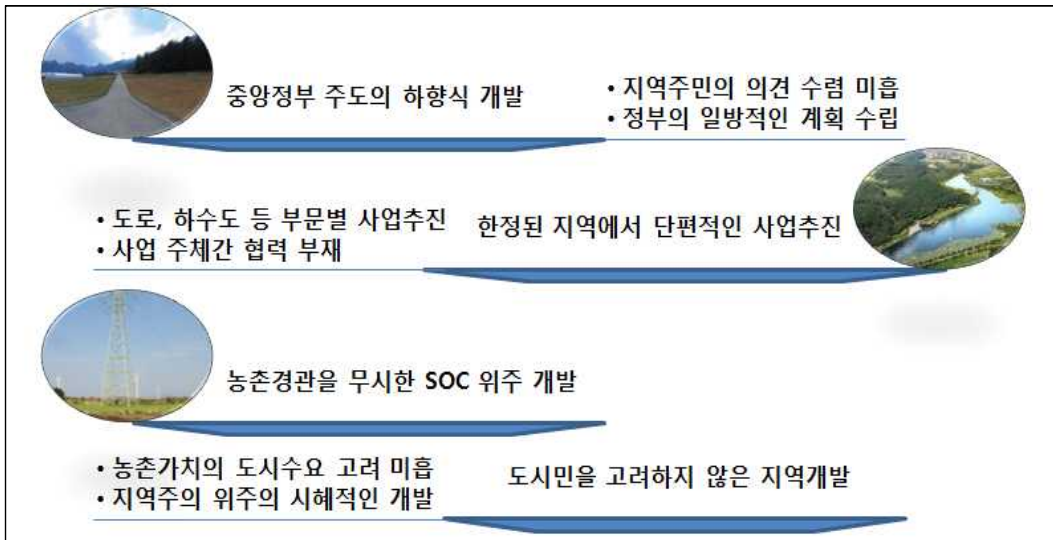 중앙정부 주도의 하향식 개발
• 지역주민의 의견 수렴 미흡
• 정부의 일방적인 계획 수립
• 도로, 하수도 등 부문별 사업추진
• 사업 주체간 협력 부재
한정된 지역에서 단편적인 사업추진
농촌경관을 무시한 SOC 위주 개발
• 농촌가치의 도시수요 고려 미흡
• 지역주의 위주의 시혜적인 개발
도시민을 고려하지 않은 지역개발